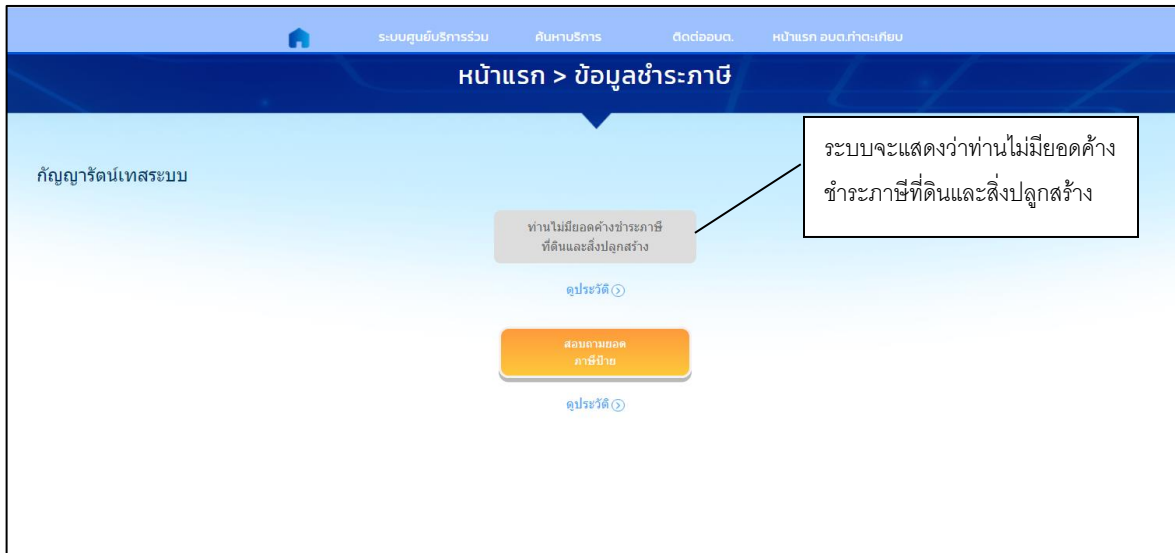 ระบบศูนย์บริการร่วม ค้นหาบริการ ติดต่ออบต. หน้าแรก อบต.ท่าตะเกียบ
หน้าแรก > ข้อมูลชำระภาษี
ระบบจะแสดงว่าท่านไม่มียอดค้าง
ชำระภาษีที่ดินและสิ่งปลูกสร้าง
กัญญารัตน์เทสระบบ
ท่านไม่มียอดค้างชำระภาษี
ที่ดินและสิ่งปลูกสร้าง
ดูประวัติ
สอบถามยอด
ภาษีป้าย
ดูประวัติ